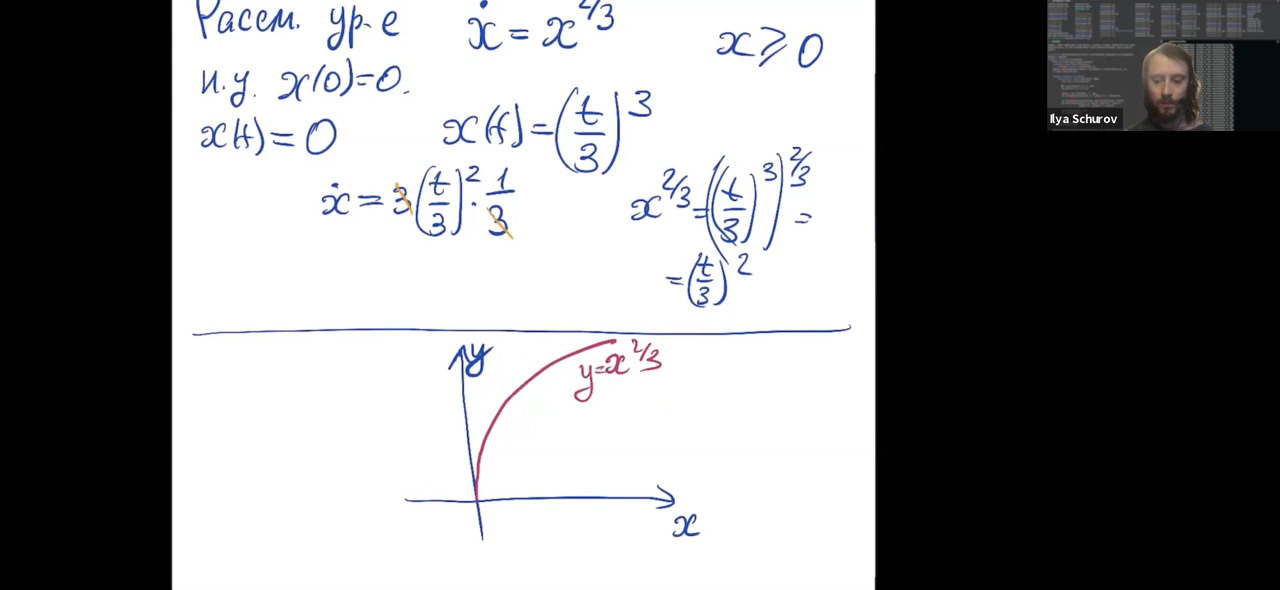 Рассм. ур-е ẋ = x^{2/3} x ⩾ 0
н.у. x(0)=0.
x(t) = 0 x(t) = (t/3)^3
ẋ = 3(t/3)^2 · 1/3 x^{2/3} = ((t/3)^3)^{2/3} =
= (t/3)^2
y
y=x^{2/3}
x
Ilya Schurov